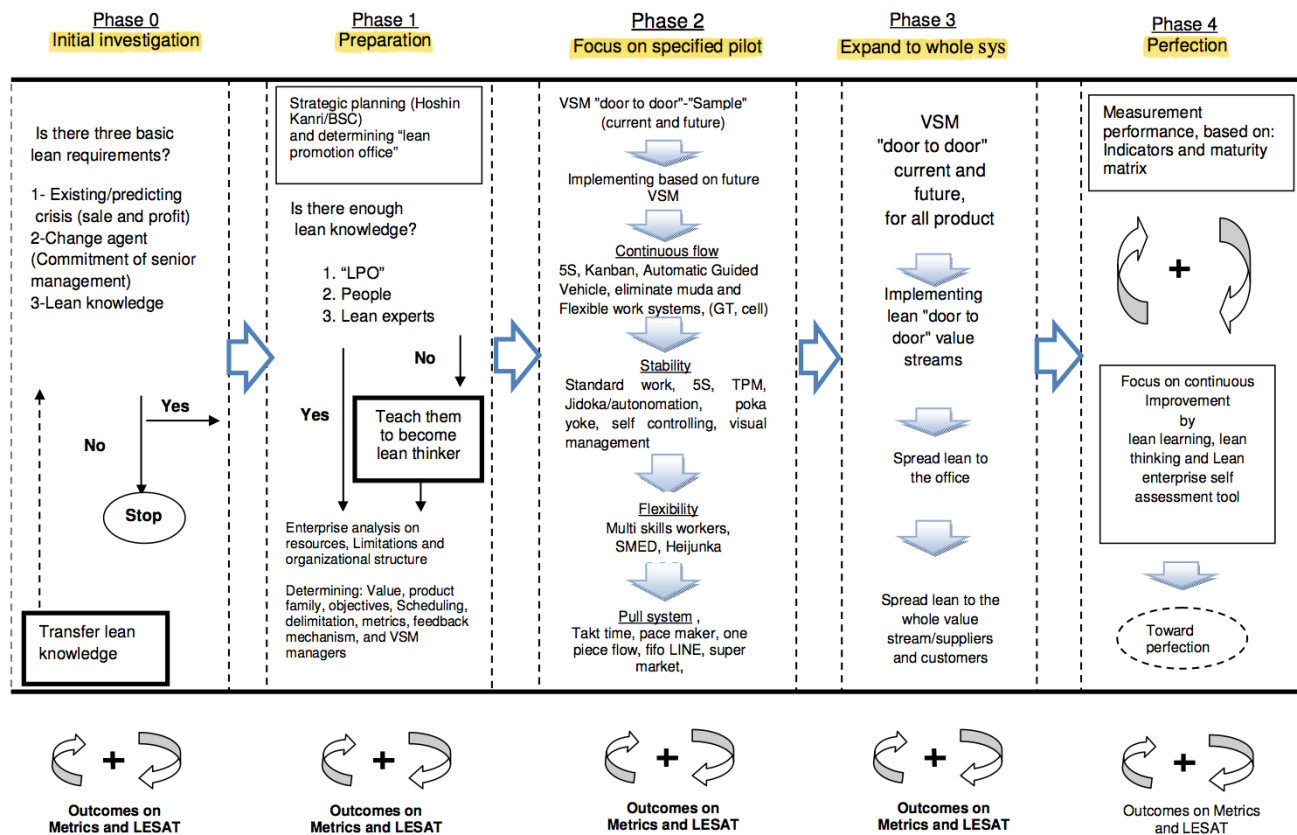 Phase 0
Initial investigation
Is there three basic
lean requirements?
1- Existing/predicting
crisis (sale and profit)
2-Change agent
(Commitment of senior
management)
3-Lean knowledge
Yes
No
Stop
Transfer lean
knowledge
Outcomes on
Metrics and LESAT
Phase 1
Preparation
Strategic planning (Hoshin
Kanri/BSC)
and determining “lean
promotion office”
Is there enough
lean knowledge?
1. “LPO”
2. People
3. Lean experts
No
Yes
Teach them
to become
lean thinker
Enterprise analysis on
resources, Limitations and
organizational structure
Determining: Value, product
family, objectives, Scheduling,
delimitation, metrics, feedback
mechanism, and VSM
managers
Outcomes on
Metrics and LESAT
Phase 2
Focus on specified pilot
VSM "door to door"-"Sample"
(current and future)
Implementing based on future
VSM
Continuous flow
5S, Kanban, Automatic Guided
Vehicle, eliminate muda and
Flexible work systems, (GT, cell)
Stability
Standard work, 5S, TPM,
Jidoka/autonomation, poka
yoke, self controlling, visual
management
Flexibility
Multi skills workers,
SMED, Heijunka
Pull system ,
Takt time, pace maker, one
piece flow, fifo LINE, super
market,
Outcomes on
Metrics and LESAT
Phase 3
Expand to whole sys
VSM
"door to door"
current and
future,
for all product
Implementing
lean "door to
door" value
streams
Spread lean to
the office
Spread lean to the
whole value
stream/suppliers
and customers
Outcomes on
Metrics and LESAT
Phase 4
Perfection
Measurement
performance, based on:
Indicators and maturity
matrix
+
Focus on continuous
Improvement
by
lean learning, lean
thinking and Lean
enterprise self
assessment tool
Toward
perfection
Outcomes on Metrics
and LESAT